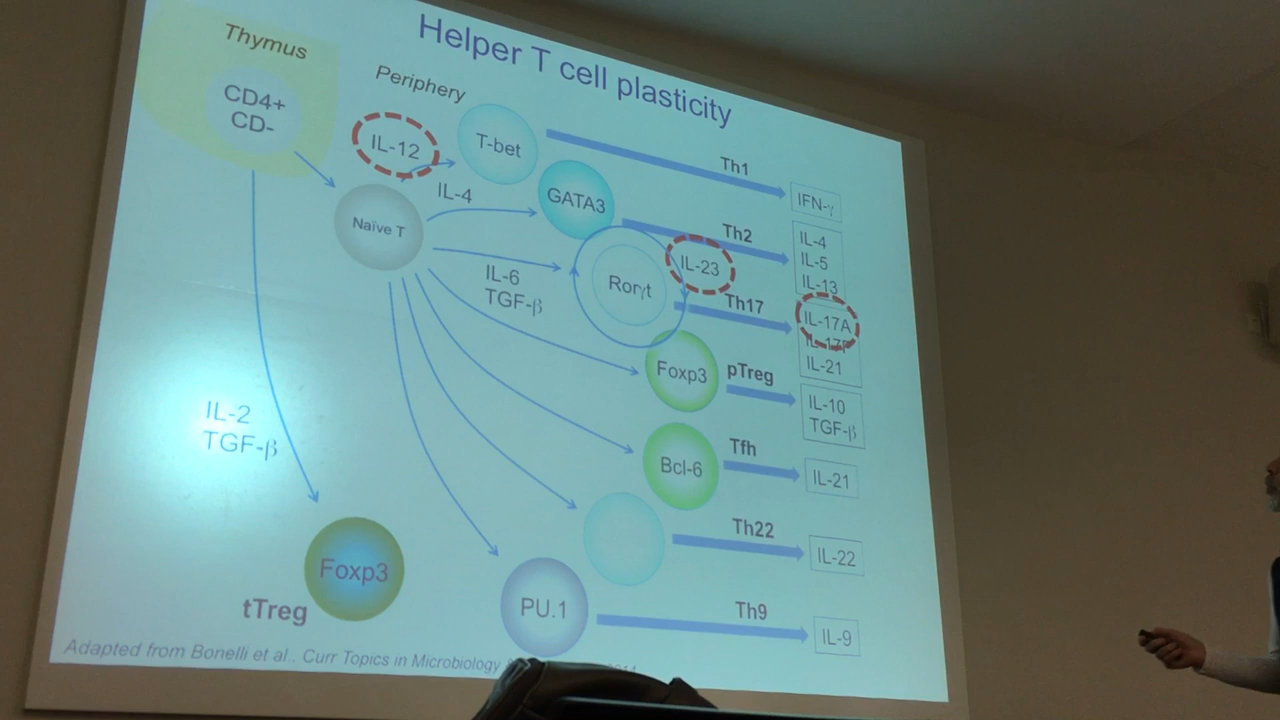 Helper T cell plasticity
Thymus
CD4+
CD-
Periphery
IL-12
T-bet
Th1
IFN-γ
IL-4
GATA3
Th2
IL-4
IL-5
IL-13
Naïve T
IL-6
TGF-β
Rorγt
IL-23
Th17
IL-17A
IL-17F
IL-21
Foxp3
pTreg
IL-10
TGF-β
Bcl-6
Tfh
IL-21
Th22
IL-22
PU.1
Th9
IL-9
IL-2
TGF-β
Foxp3
tTreg
Adapted from Bonelli et al.. Curr Topics in Microbiology